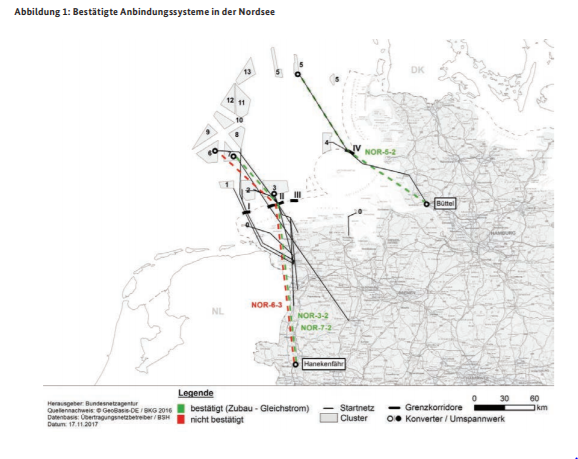 Abbildung 1: Bestätigte Anbindungssysteme in der Nordsee
DK
13
5
5
5
12
11
10
9
8
6
4
IV
NOR-5-2
1
2
3
II
III
I
0
0
Büttel
HAMBURG
NL
NOR-6-3
NOR-3-2
NOR-7-2
Hanekenfähr
Legende
bestätigt (Zubau - Gleichstrom)
nicht bestätigt
Startnetz
Cluster
Grenzkorridore
Konverter / Umspannwerk
0 30 60
km
Herausgeber: Bundesnetzagentur
Quellennachweis: © GeoBasis-DE / BKG 2016
Datenbasis: Übertragungsnetzbetreiber / BSH
Datum: 17.11.2017